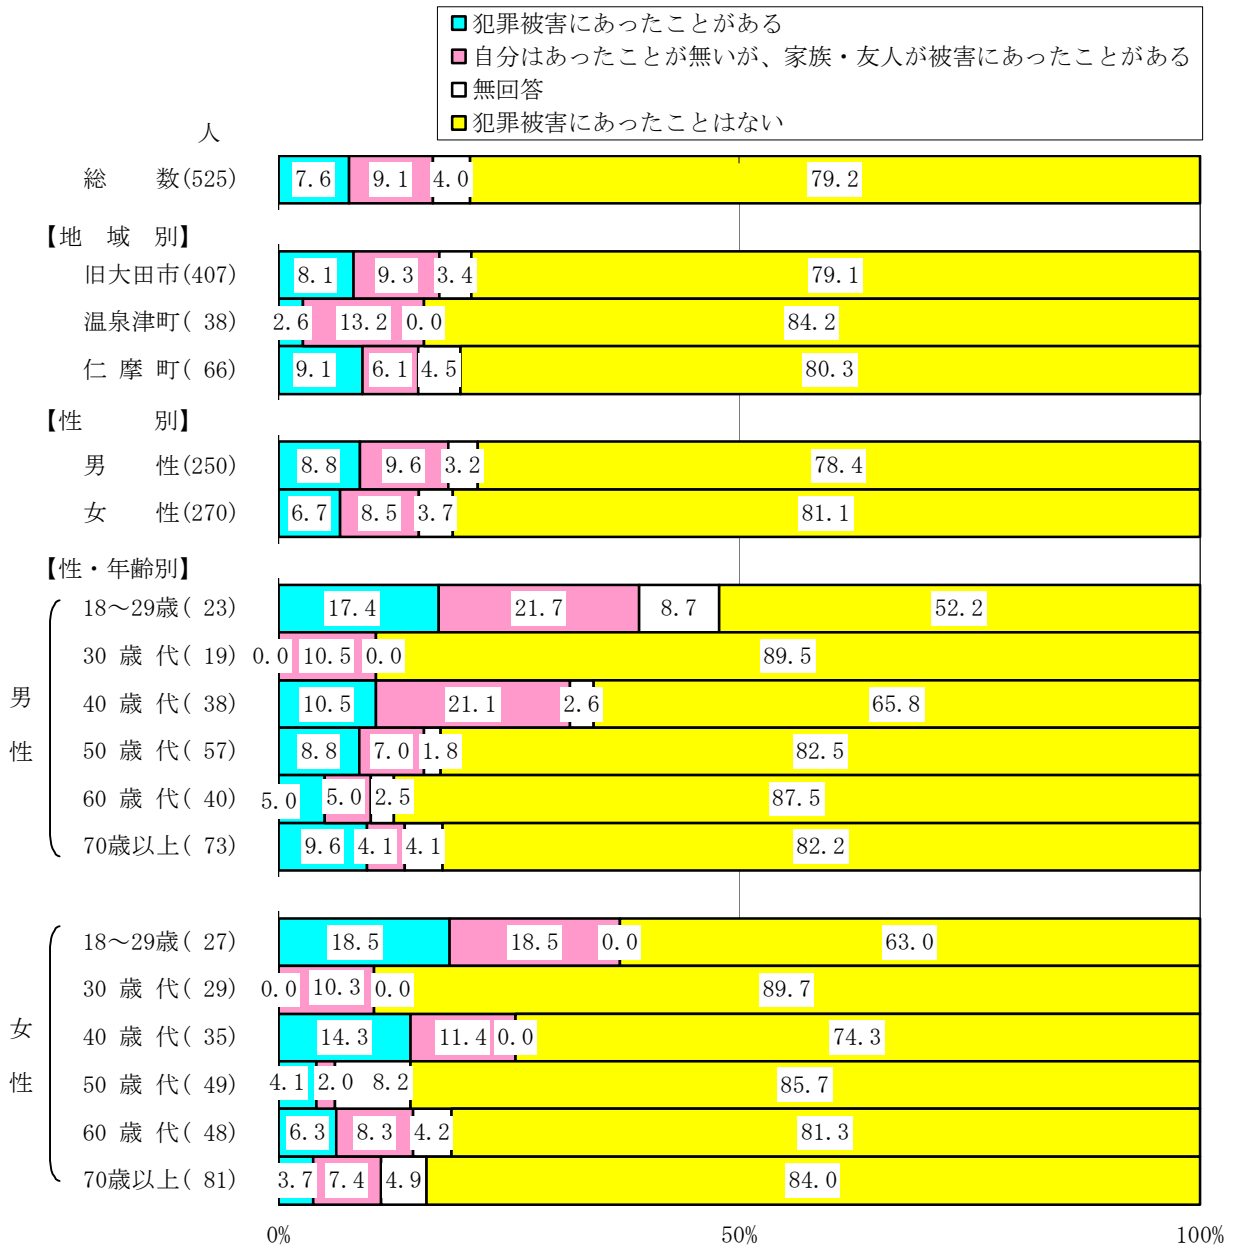 犯罪被害にあったことがある
自分はあったことが無いが、家族・友人が被害にあったことがある
無回答
犯罪被害にあったことはない
人
総　　数(525) 7.6 9.1 4.0 79.2
【地　域　別】
旧大田市(407) 8.1 9.3 3.4 79.1
温泉津町( 38) 2.6 13.2 0.0 84.2
仁 摩 町( 66) 9.1 6.1 4.5 80.3
【性　　　別】
男　　性(250) 8.8 9.6 3.2 78.4
女　　性(270) 6.7 8.5 3.7 81.1
【性・年齢別】
男性
18～29歳( 23) 17.4 21.7 8.7 52.2
30 歳 代( 19) 0.0 10.5 0.0 89.5
40 歳 代( 38) 10.5 21.1 2.6 65.8
50 歳 代( 57) 8.8 7.0 1.8 82.5
60 歳 代( 40) 5.0 5.0 2.5 87.5
70歳以上( 73) 9.6 4.1 4.1 82.2
女性
18～29歳( 27) 18.5 18.5 0.0 63.0
30 歳 代( 29) 0.0 10.3 0.0 89.7
40 歳 代( 35) 14.3 11.4 0.0 74.3
50 歳 代( 49) 4.1 2.0 8.2 85.7
60 歳 代( 48) 6.3 8.3 4.2 81.3
70歳以上( 81) 3.7 7.4 4.9 84.0
0% 50% 100%